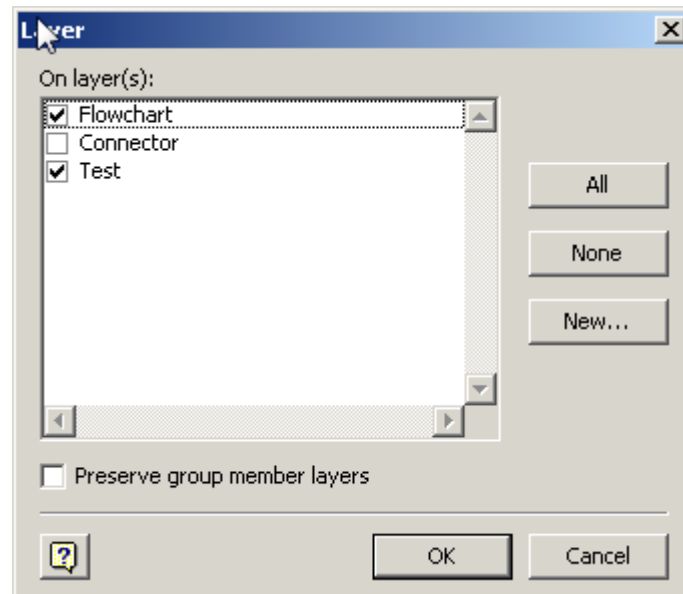 Layer
On layer(s):
Flowchart
Connector
Test
All
None
New...
Preserve group member layers
?
OK
Cancel